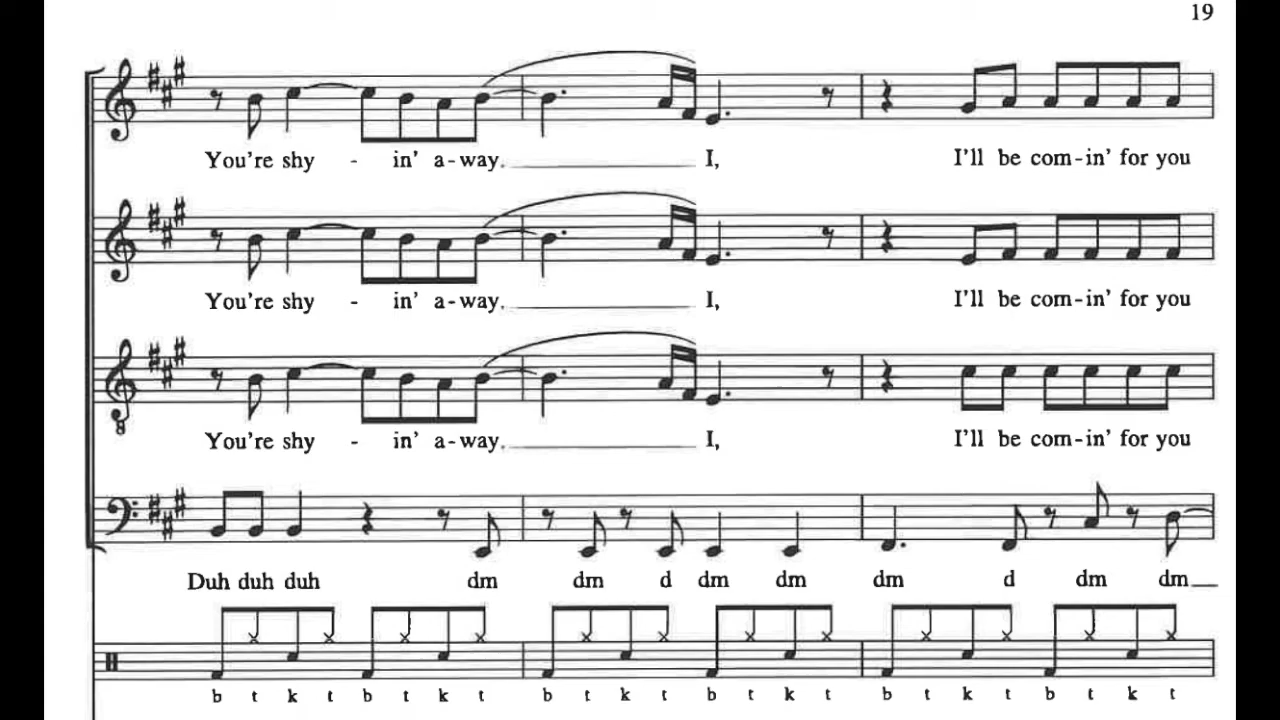 19
You're shy - in' a-way. I, I'll be com-in' for you
You're shy - in' a-way. I, I'll be com-in' for you
8
You're shy - in' a-way. I, I'll be com-in' for you
Duh duh duh dm dm d dm dm dm d dm dm
b t k t b t k t b t k t b t k t b t k t b t k t